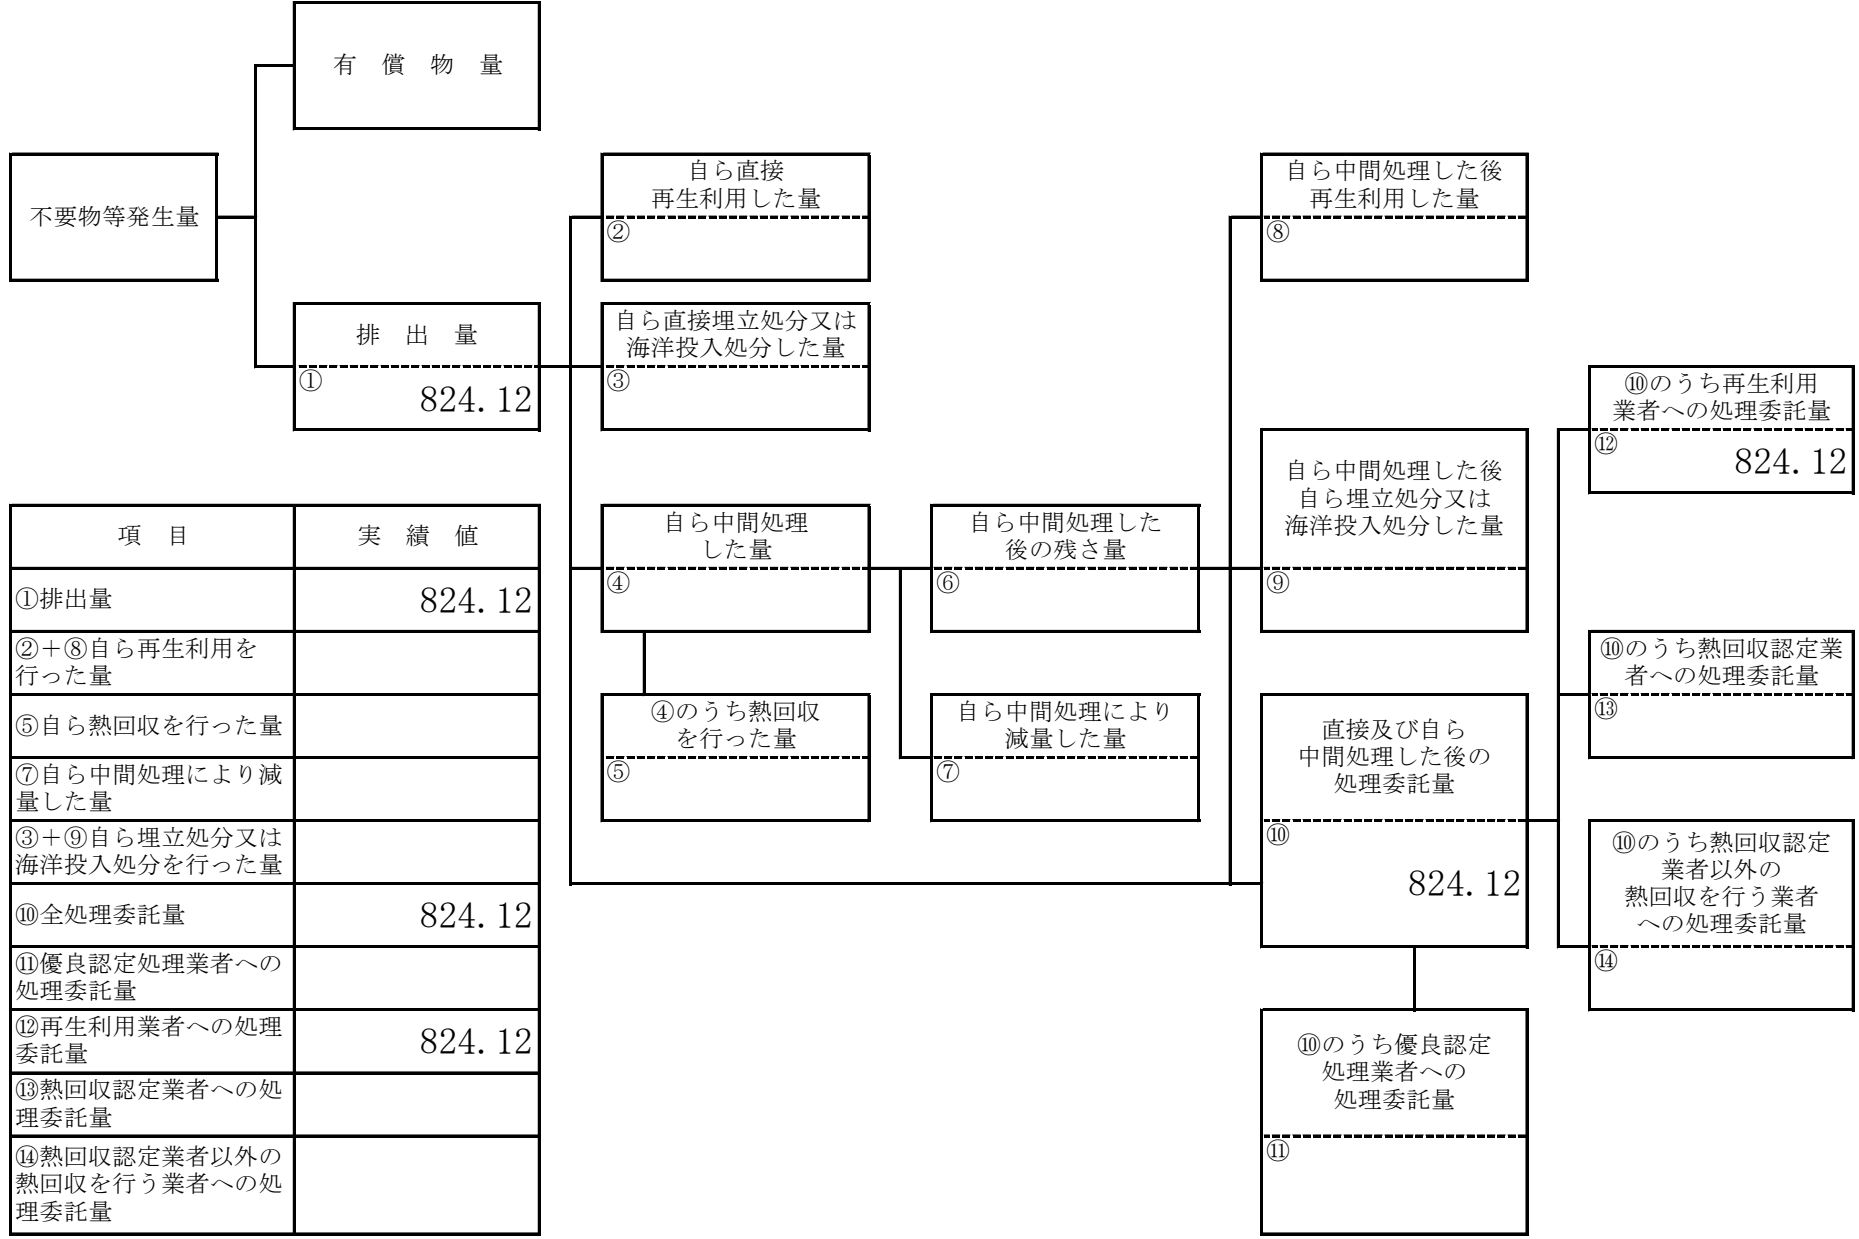 有 償 物 量
不要物等発生量
排 出 量
①
824.12
自ら直接
再生利用した量
②
自ら直接埋立処分又は
海洋投入処分した量
③
自ら中間処理
した量
④
④のうち熱回収
を行った量
⑤
自ら中間処理した
後の残さ量
⑥
自ら中間処理により
減量した量
⑦
自ら中間処理した後
再生利用した量
⑧
自ら中間処理した後
自ら埋立処分又は
海洋投入処分した量
⑨
直接及び自ら
中間処理した後の
処理委託量
⑩
824.12
⑩のうち優良認定
処理業者への
処理委託量
⑪
⑩のうち再生利用
業者への処理委託量
⑫
824.12
⑩のうち熱回収認定業
者への処理委託量
⑬
⑩のうち熱回収認定
業者以外の
熱回収を行う業者
への処理委託量
⑭
項 目 実 績 値
①排出量 824.12
②＋⑧自ら再生利用を
行った量
⑤自ら熱回収を行った量
⑦自ら中間処理により減
量した量
③＋⑨自ら埋立処分又は
海洋投入処分を行った量
⑩全処理委託量 824.12
⑪優良認定処理業者への
処理委託量
⑫再生利用業者への処理
委託量 824.12
⑬熱回収認定業者への処
理委託量
⑭熱回収認定業者以外の
熱回収を行う業者への処
理委託量